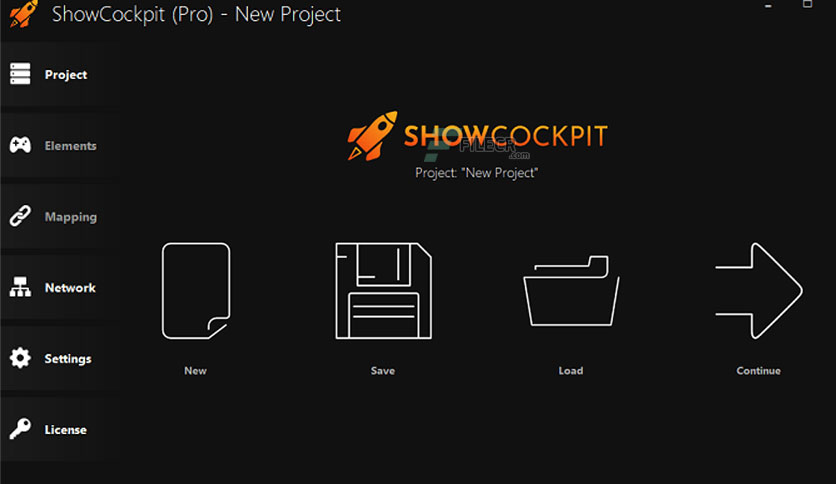 ShowCockpit (Pro) - New Project
Project
Elements
Mapping
Network
Settings
License
SHOWCOCKPIT
FILECR
.com
Project: "New Project"
New
Save
Load
Continue